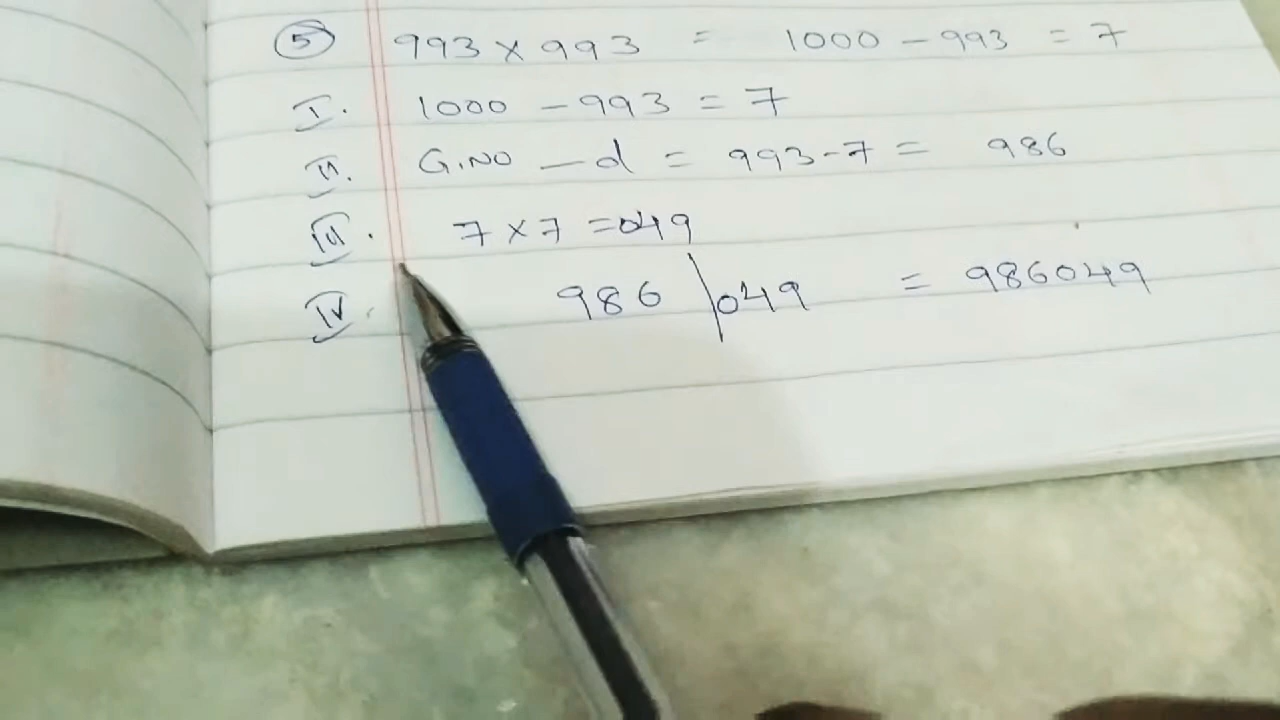 5 993 × 993 = 1000 - 993 = 7
I. 1000 - 993 = 7
II. G.NO - d = 993 - 7 = 986
III. 7 × 7 = 049
IV. 986 | 049 = 986049